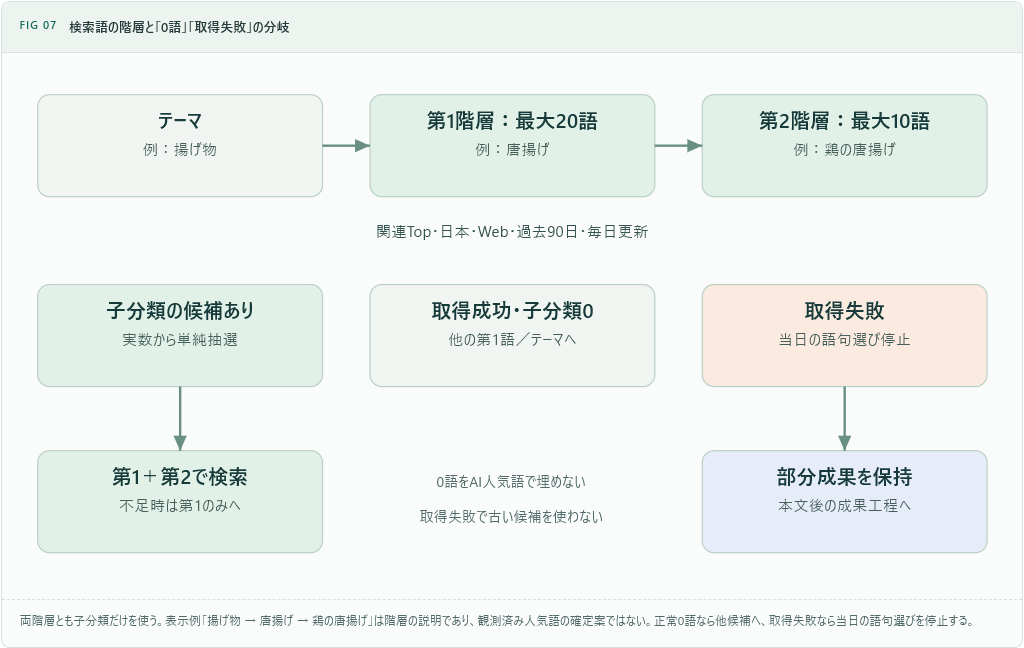 FIG 07 検索語の階層と「0語」「取得失敗」の分岐
テーマ
例：揚げ物
第1階層：最大20語
例：唐揚げ
第2階層：最大10語
例：鶏の唐揚げ
関連Top・日本・Web・過去90日・毎日更新
子分類の候補あり
実数から単純抽選
取得成功・子分類0
他の第1語／テーマへ
取得失敗
当日の語句選び停止
第1＋第2で検索
不足時は第1のみへ
0語をAI人気語で埋めない
取得失敗で古い候補を使わない
部分成果を保持
本文後の成果工程へ
両階層とも子分類だけを使う。表示例「揚げ物 → 唐揚げ → 鶏の唐揚げ」は階層の説明であり、観測済み人気語の確定案ではない。正常0語なら他候補へ、取得失敗なら当日の語句選びを停止する。